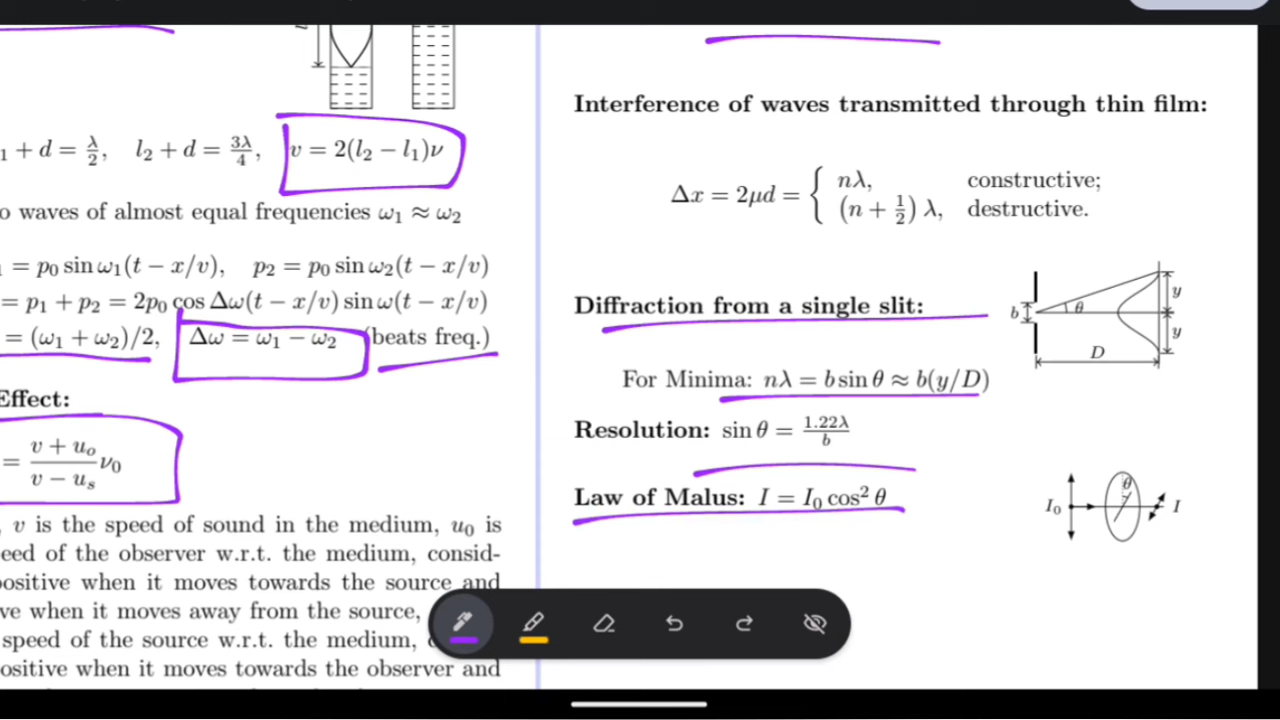 1 + d = λ/2, l2 + d = 3λ/4, v = 2(l2 − l1)ν
o waves of almost equal frequencies ω1 ≈ ω2
1 = p0 sin ω1(t − x/v), p2 = p0 sin ω2(t − x/v)
= p1 + p2 = 2p0 cos Δω(t − x/v) sin ω(t − x/v)
= (ω1 + ω2)/2, Δω = ω1 − ω2 (beats freq.)
Effect:
= (v + uo)/(v − us) ν0
, v is the speed of sound in the medium, u0 is
eed of the observer w.r.t. the medium, consid-
ositive when it moves towards the source and
ve when it moves away from the source,
speed of the source w.r.t. the medium,
ositive when it moves towards the observer and
Interference of waves transmitted through thin film:
Δx = 2μd = { nλ, constructive;
(n + 1/2) λ, destructive.
Diffraction from a single slit:
b θ y
y
D
For Minima: nλ = b sin θ ≈ b(y/D)
Resolution: sin θ = 1.22λ/b
Law of Malus: I = I0 cos² θ
I0 θ I